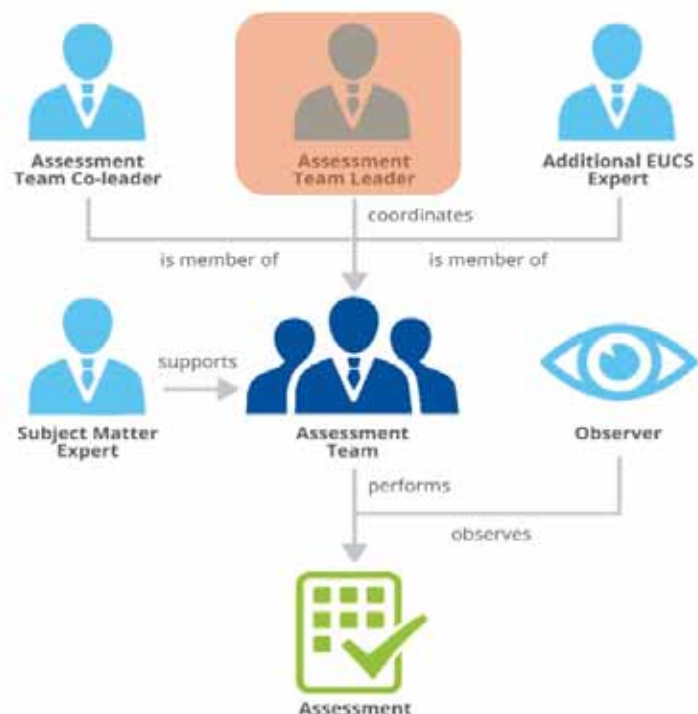 Assessment
Team Co-leader
Assessment
Team Leader
Additional EUCS
Expert
coordinates
is member of
is member of
supports
Subject Matter
Expert
Assessment
Team
Observer
performs
observes
Assessment